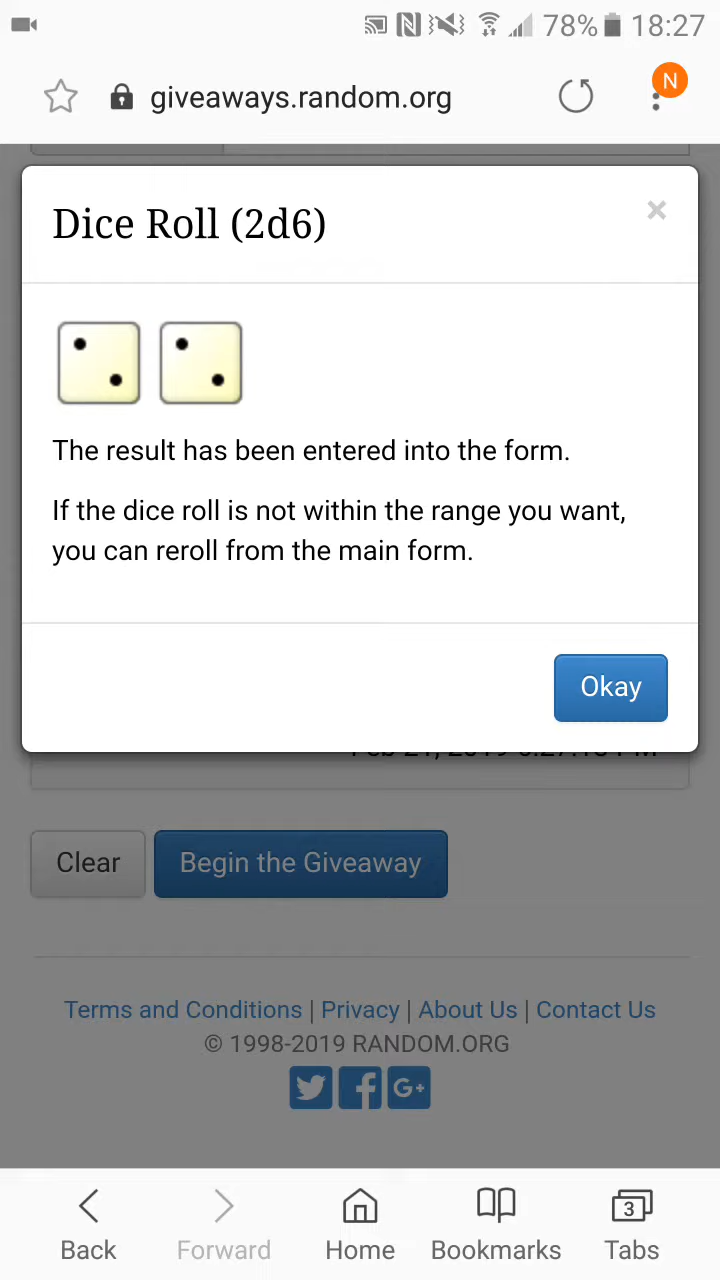 78% 18:27
giveaways.random.org
N
Dice Roll (2d6)
×
The result has been entered into the form.
If the dice roll is not within the range you want,
you can reroll from the main form.
Okay
Clear
Begin the Giveaway
Terms and Conditions | Privacy | About Us | Contact Us
© 1998-2019 RANDOM.ORG
G+
3
Back
Forward
Home
Bookmarks
Tabs